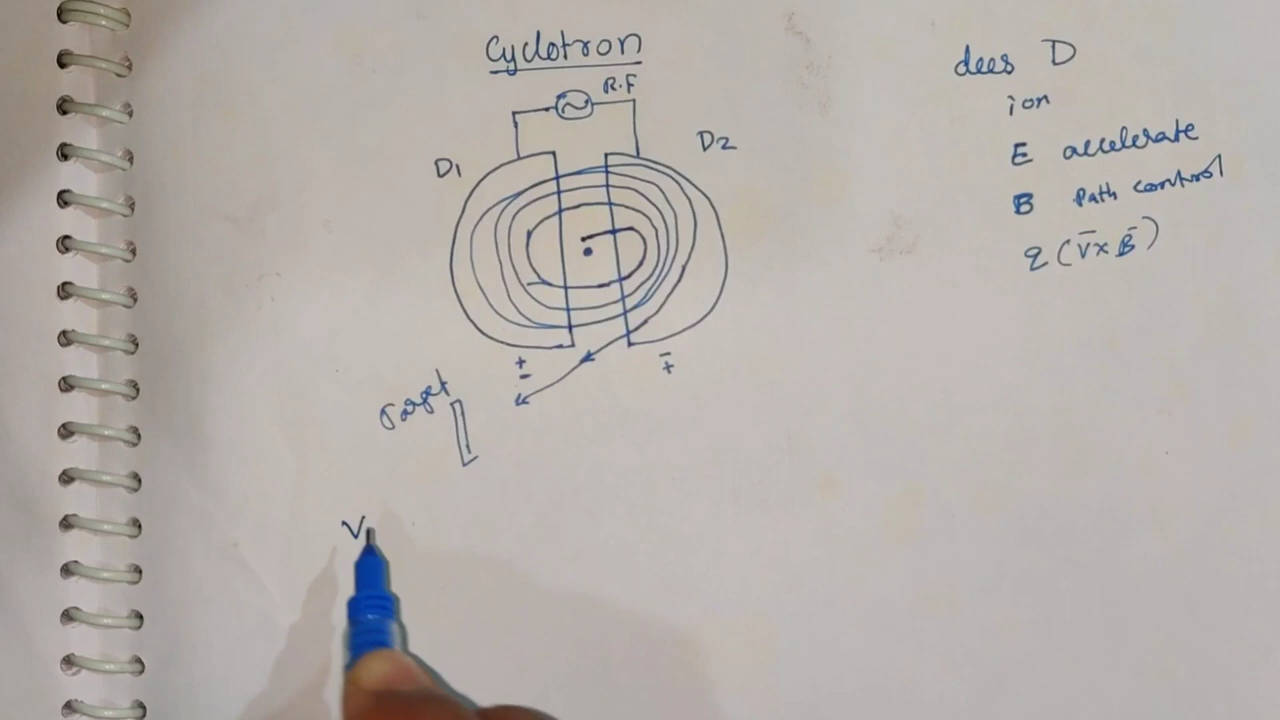 Cyclotron
R.F
D1
D2
+
-
-
+
Target
V
dees D
ion
E accelerate
B Path control
q(V̄×B̄)